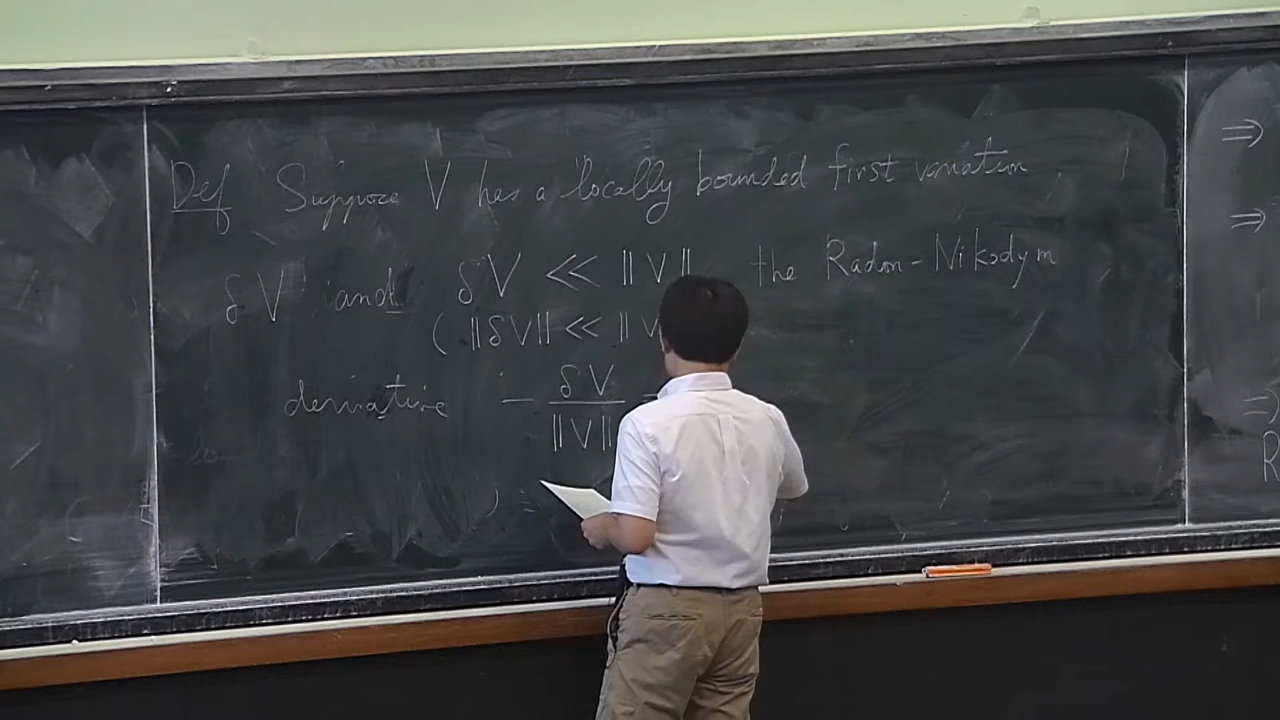 Def Suppose V has a locally bounded first variation
δV and δV << ||V|| the Radon-Nikodym
( ||δV|| << ||V
derivative - δV / ||V||
⇒
⇒
⇒
R